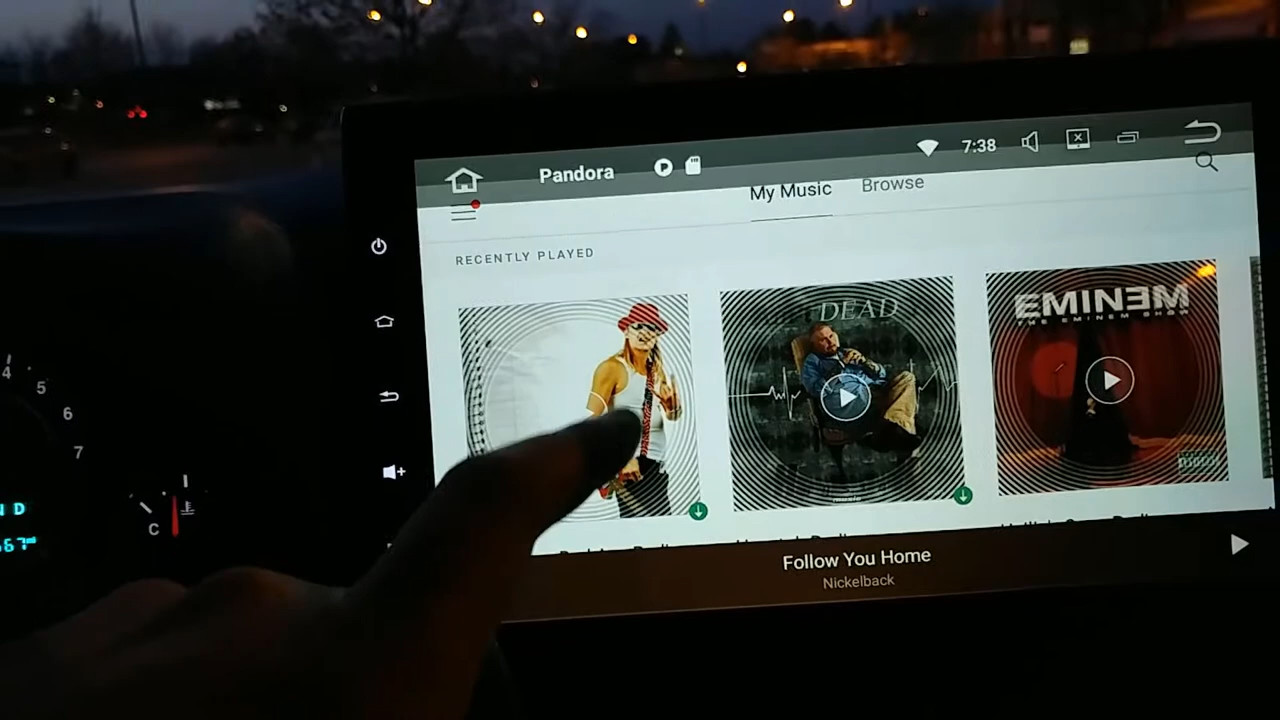 Pandora
7:38
My Music
Browse
RECENTLY PLAYED
DEAD
EMINƎM
THE EMINEM SHOW
Follow You Home
Nickelback
4
5
6
7
C
D